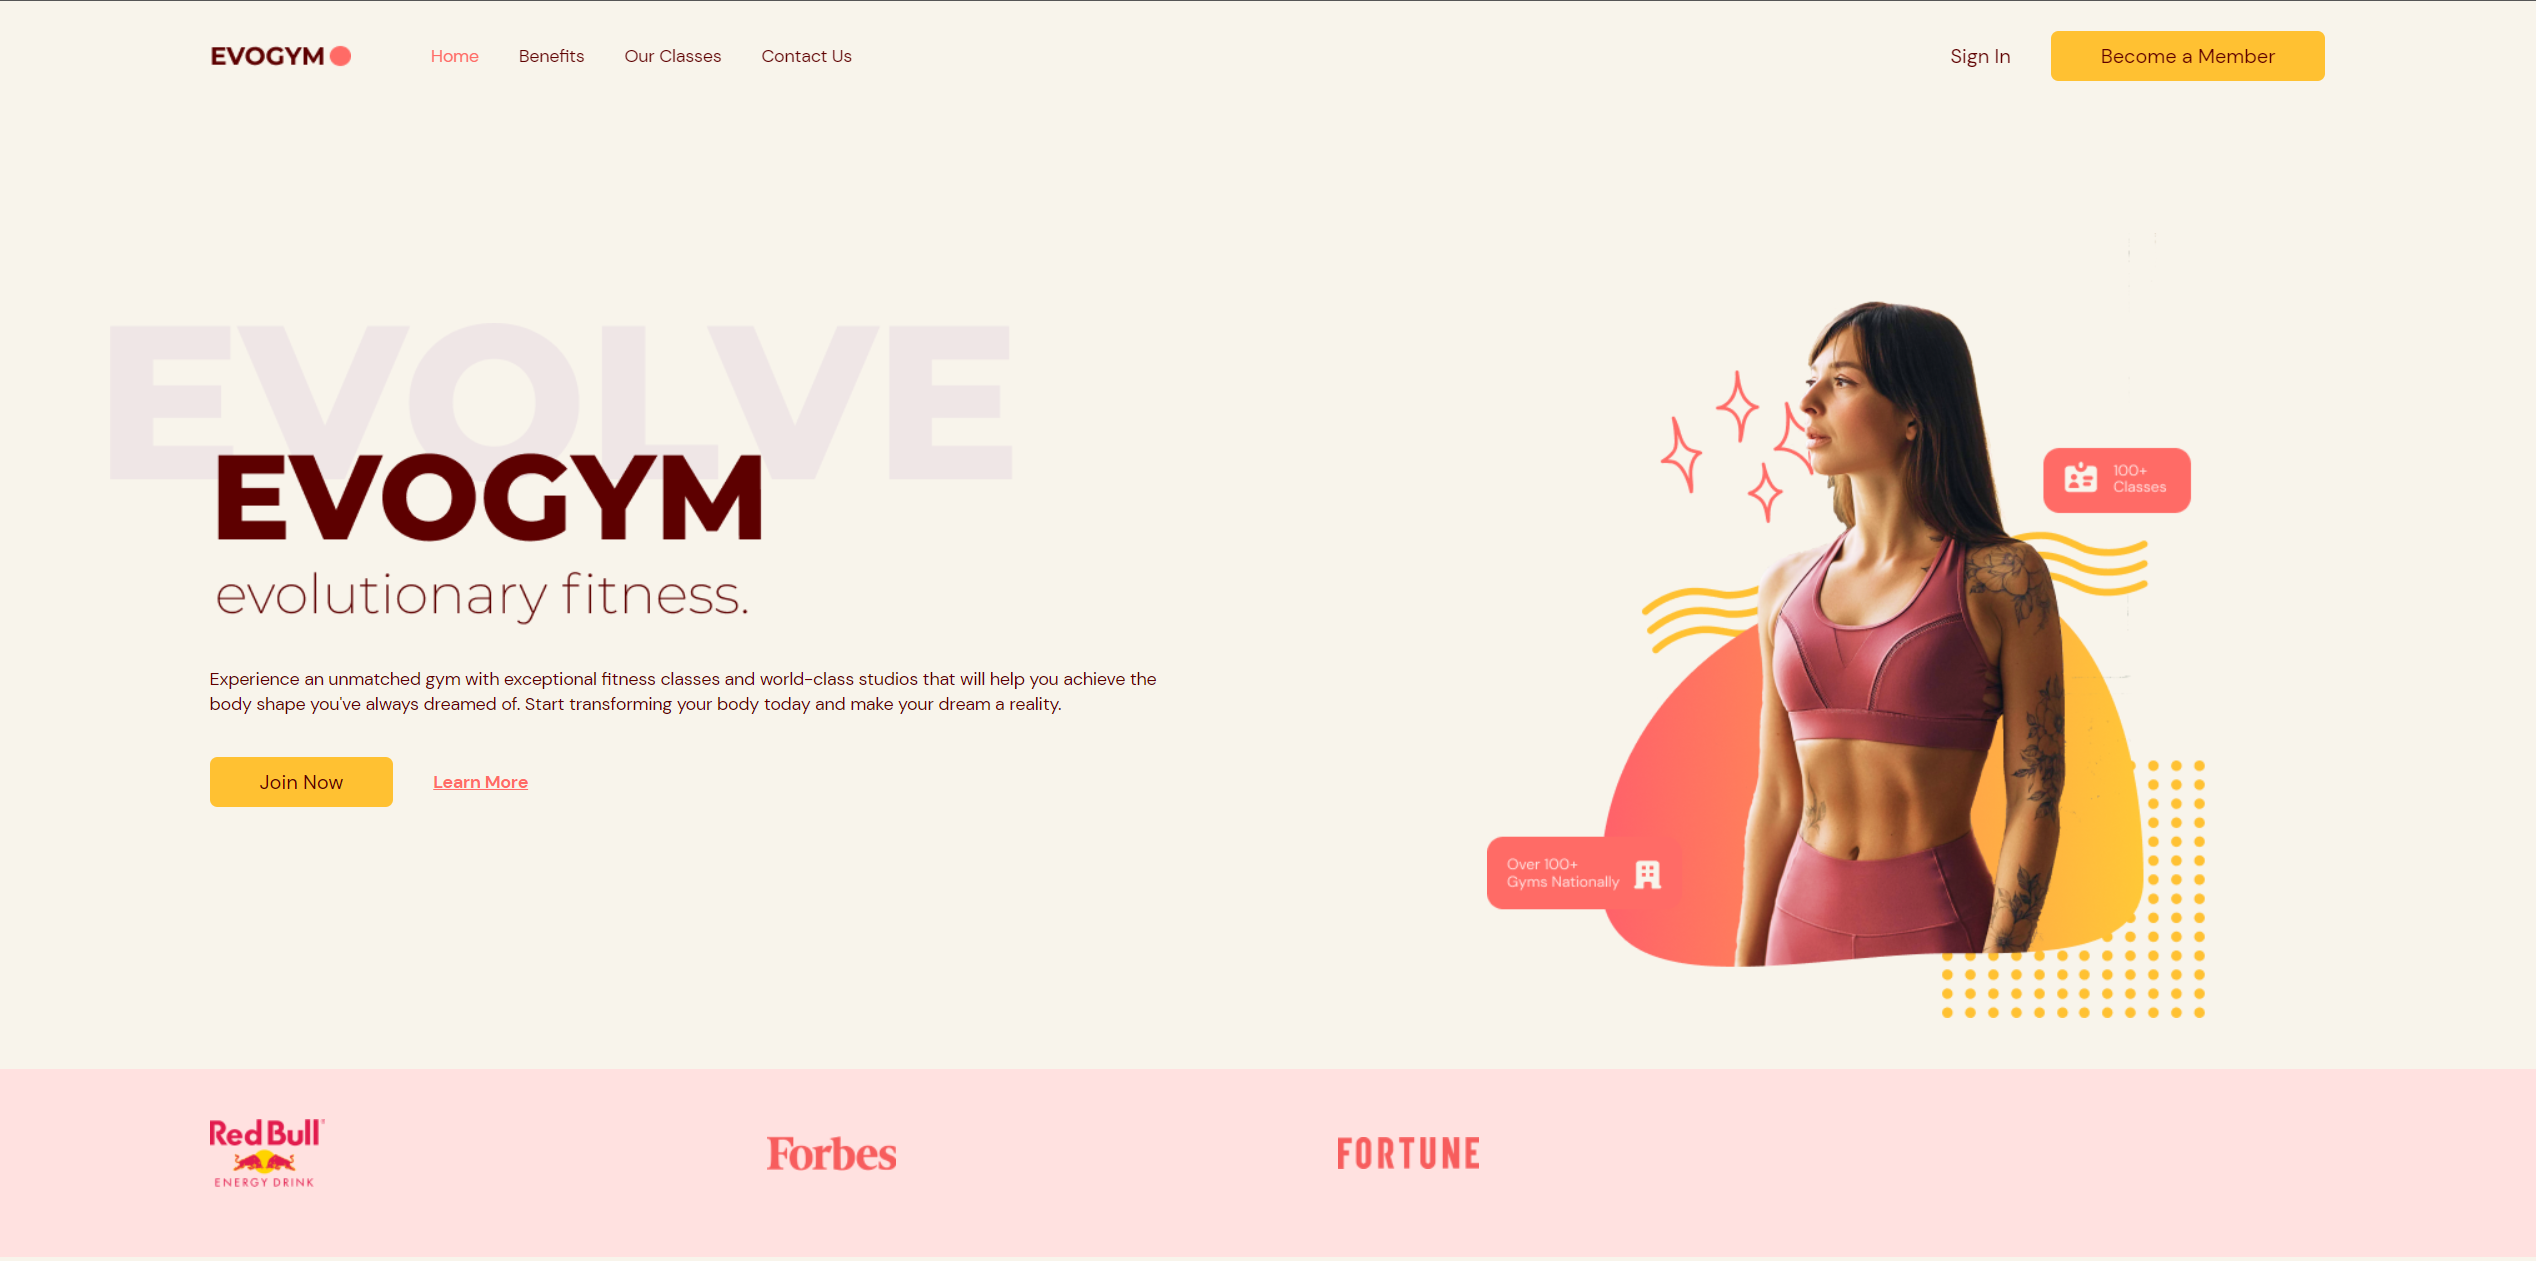 EVOGYM
Home
Benefits
Our Classes
Contact Us
Sign In
Become a Member
EVOLVE
EVOGYM
evolutionary fitness.
Experience an unmatched gym with exceptional fitness classes and world-class studios that will help you achieve the
body shape you've always dreamed of. Start transforming your body today and make your dream a reality.
Join Now
Learn More
100+
Classes
Over 100+
Gyms Nationally
Red Bull®
ENERGY DRINK
Forbes
FORTUNE